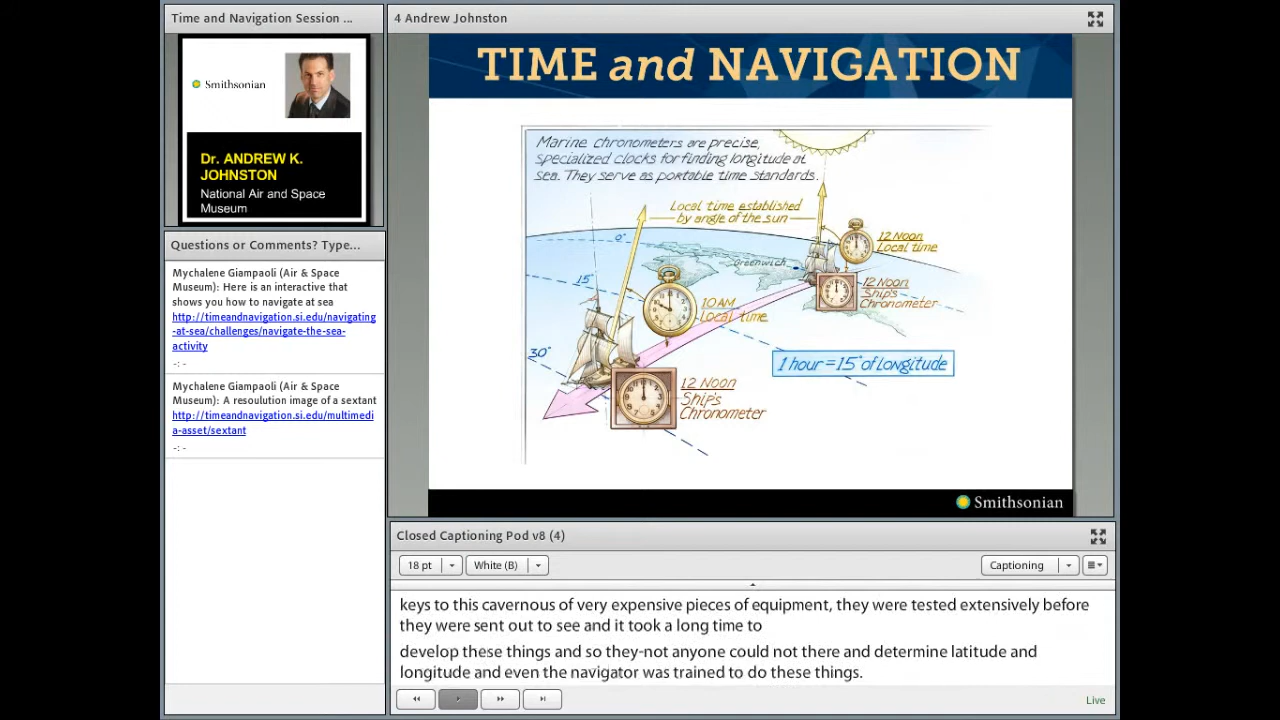 Time and Navigation Session ...
Smithsonian
Dr. ANDREW K.
JOHNSTON
National Air and Space
Museum
Questions or Comments? Type...
Mychalene Giampaoli (Air & Space
Museum): Here is an interactive that
shows you how to navigate at sea
http://timeandnavigation.si.edu/navigating
-at-sea/challenges/navigate-the-sea-
activity
-: -
Mychalene Giampaoli (Air & Space
Museum): A resoulution image of a sextant
http://timeandnavigation.si.edu/multimedi
a-asset/sextant
-: -
4 Andrew Johnston
TIME and NAVIGATION
Marine chronometers are precise,
specialized clocks for finding longitude at
sea. They serve as portable time standards.
Local time established
by angle of the sun
12 Noon
Local time
0°
Greenwich
15°
12 Noon
Ship's
Chronometer
10 AM
Local time
30°
1 hour = 15° of longitude
12 Noon
Ship's
Chronometer
Smithsonian
Closed Captioning Pod v8 (4)
18 pt
White (B)
Captioning
keys to this cavernous of very expensive pieces of equipment, they were tested extensively before
they were sent out to see and it took a long time to
develop these things and so they-not anyone could not there and determine latitude and
longitude and even the navigator was trained to do these things.
Live